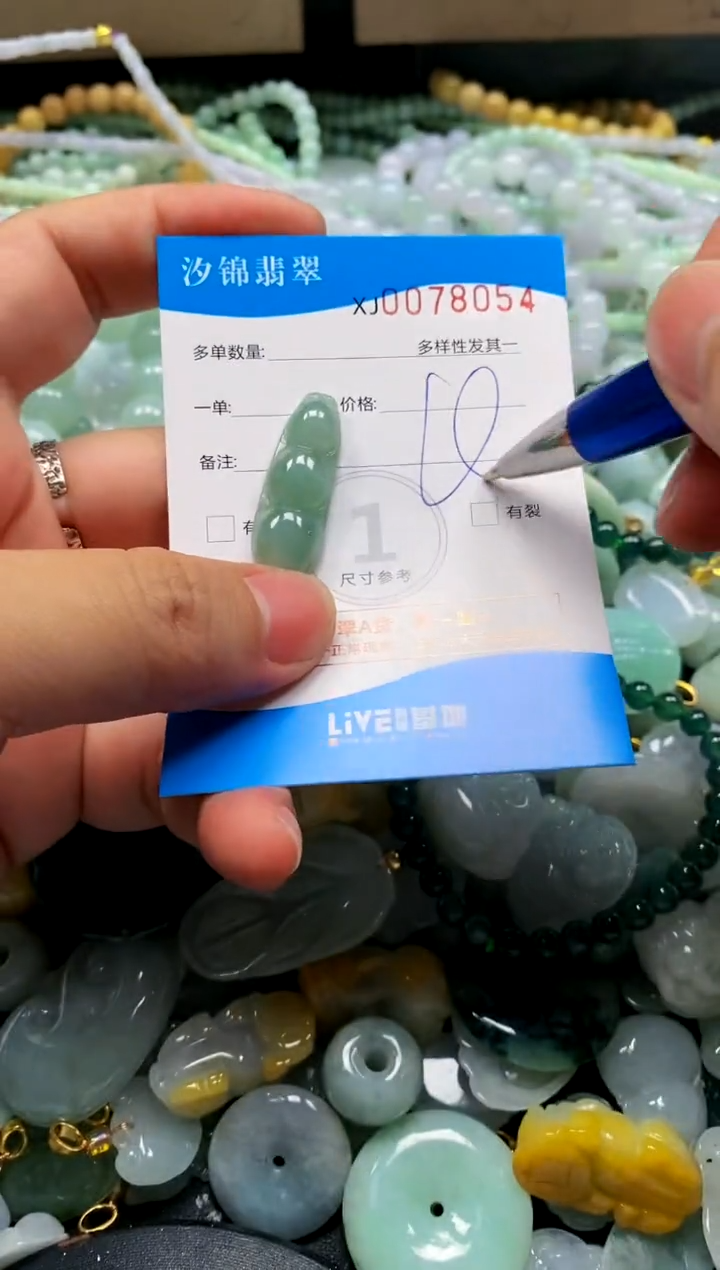 汐锦翡翠
XJ0078054
多单数量: 多样性发其一
一单: 价格: 10
备注:
有裂
1
尺寸参考
LiVE